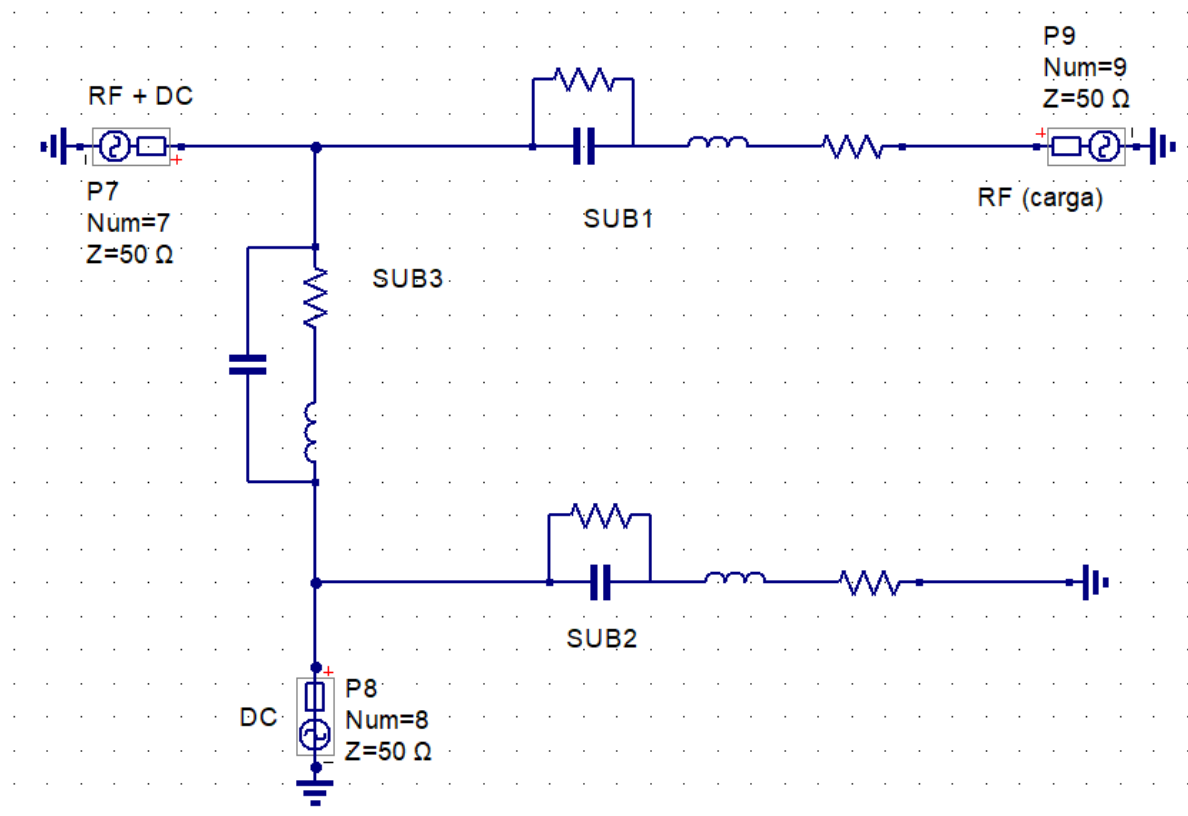 P9
Num=9
Z=50 Ω
RF + DC
+
+
P7
Num=7
Z=50 Ω
SUB1
RF (carga)
SUB3
SUB2
+
P8
DC
Num=8
Z=50 Ω